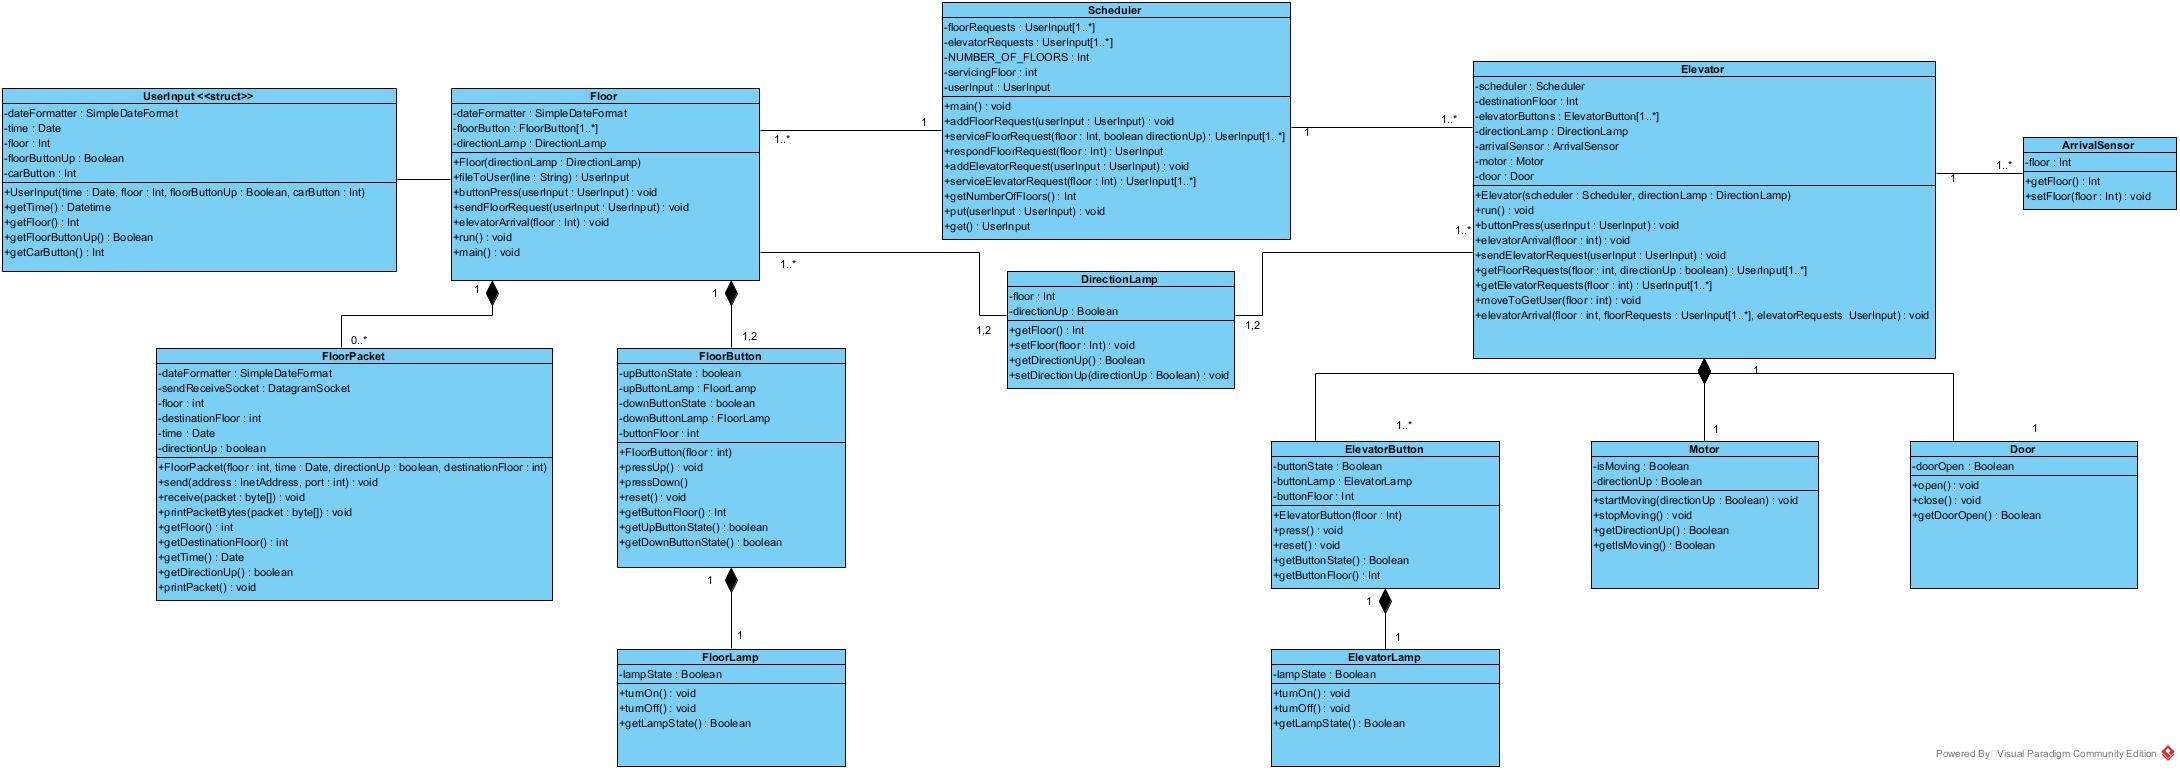 Scheduler
-floorRequests : UserInput[1..*]
-elevatorRequests : UserInput[1..*]
-NUMBER_OF_FLOORS : Int
-servicingFloor : int
-userInput : UserInput
+main() : void
+addFloorRequest(userInput : UserInput) : void
+serviceFloorRequest(floor : Int, boolean directionUp) : UserInput[1..*]
+respondFloorRequest(floor : Int) : UserInput
+addElevatorRequest(userInput : UserInput) : void
+serviceElevatorRequest(floor : Int) : UserInput[1..*]
+getNumberOfFloors() : Int
+put(userInput : UserInput) : void
+get() : UserInput
UserInput <<struct>>
-dateFormatter : SimpleDateFormat
-time : Date
-floor : Int
-floorButtonUp : Boolean
-carButton : Int
+UserInput(time : Date, floor : Int, floorButtonUp : Boolean, carButton : Int)
+getTime() : Datetime
+getFloor() : Int
+getFloorButtonUp() : Boolean
+getCarButton() : Int
Floor
-dateFormatter : SimpleDateFormat
-floorButton : FloorButton[1..*]
-directionLamp : DirectionLamp
+Floor(directionLamp : DirectionLamp)
+fileToUser(line : String) : UserInput
+buttonPress(userInput : UserInput) : void
+sendFloorRequest(userInput : UserInput) : void
+elevatorArrival(floor : Int) : void
+run() : void
+main() : void
1..*
1
1
1..*
Elevator
-scheduler : Scheduler
-destinationFloor : Int
-elevatorButtons : ElevatorButton[1..*]
-directionLamp : DirectionLamp
-arrivalSensor : ArrivalSensor
-motor : Motor
-door : Door
+Elevator(scheduler : Scheduler, directionLamp : DirectionLamp)
+run() : void
+buttonPress(userInput : UserInput) : void
+elevatorArrival(floor : int) : void
+sendElevatorRequest(userInput : UserInput) : void
+getFloorRequests(floor : int, directionUp : boolean) : UserInput[1..*]
+getElevatorRequests(floor : int) : UserInput[1..*]
+moveToGetUser(floor : int) : void
+elevatorArrival(floor : int, floorRequests : UserInput[1..*], elevatorRequests  UserInput) : void
1
1..*
ArrivalSensor
-floor : Int
+getFloor() : Int
+setFloor(floor : Int) : void
1..*
1,2
1,2
1..*
DirectionLamp
-floor : Int
-directionUp : Boolean
+getFloor() : Int
+setFloor(floor : Int) : void
+getDirectionUp() : Boolean
+setDirectionUp(directionUp : Boolean) : void
1
0..*
1
1,2
FloorPacket
-dateFormatter : SimpleDateFormat
-sendReceiveSocket : DatagramSocket
-floor : int
-destinationFloor : int
-time : Date
-directionUp : boolean
+FloorPacket(floor : int, time : Date, directionUp : boolean, destinationFloor : int)
+send(address : InetAddress, port : int) : void
+receive(packet : byte[]) : void
+printPacketBytes(packet : byte[]) : void
+getFloor() : int
+getDestinationFloor() : int
+getTime() : Date
+getDirectionUp() : boolean
+printPacket() : void
FloorButton
-upButtonState : boolean
-upButtonLamp : FloorLamp
-downButtonState : boolean
-downButtonLamp : FloorLamp
-buttonFloor : int
+FloorButton(floor : int)
+pressUp() : void
+pressDown()
+reset() : void
+getButtonFloor() : Int
+getUpButtonState() : boolean
+getDownButtonState() : boolean
1
1..*
1
1
ElevatorButton
-buttonState : Boolean
-buttonLamp : ElevatorLamp
-buttonFloor : Int
+ElevatorButton(floor : Int)
+press() : void
+reset() : void
+getButtonState() : Boolean
+getButtonFloor() : Int
Motor
-isMoving : Boolean
-directionUp : Boolean
+startMoving(directionUp : Boolean) : void
+stopMoving() : void
+getDirectionUp() : Boolean
+getIsMoving() : Boolean
Door
-doorOpen : Boolean
+open() : void
+close() : void
+getDoorOpen() : Boolean
1
1
FloorLamp
-lampState : Boolean
+turnOn() : void
+turnOff() : void
+getLampState() : Boolean
1
1
ElevatorLamp
-lampState : Boolean
+turnOn() : void
+turnOff() : void
+getLampState() : Boolean
Powered By Visual Paradigm Community Edition